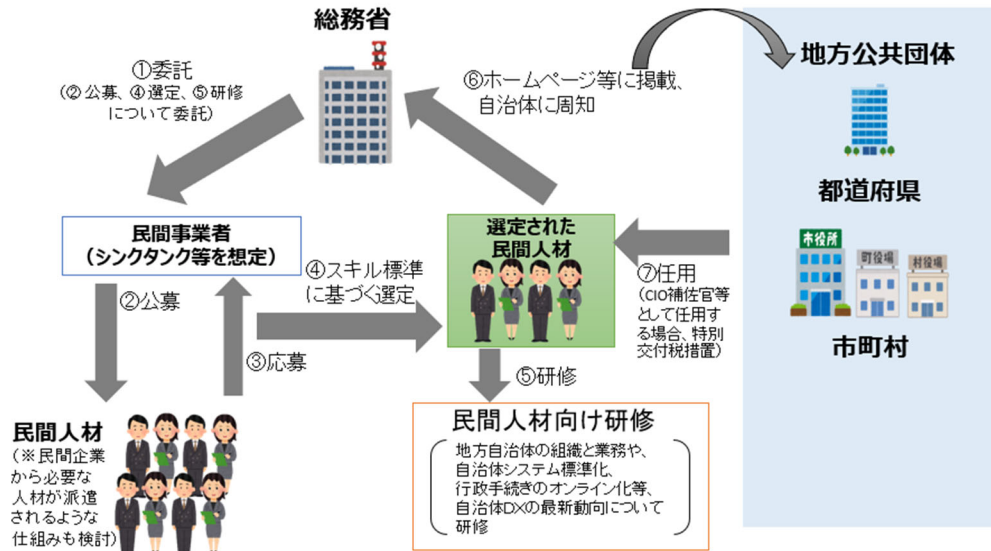 総務省
①委託
(②公募、④選定、⑤研修
について委託)
⑥ホームページ等に掲載、
自治体に周知
地方公共団体
都道府県
市役所
町役場
村役場
市町村
民間事業者
(シンクタンク等を想定)
選定された
民間人材
②公募
③応募
④スキル標準
に基づく選定
⑦任用
(CIO補佐官等
として任用す
る場合、特別
交付税措置)
⑤研修
民間人材
(※民間企業
から必要な
人材が派遣
されるような
仕組みも検討)
民間人材向け研修
地方自治体の組織と業務や、
自治体システム標準化、
行政手続きのオンライン化等、
自治体DXの最新動向について
研修